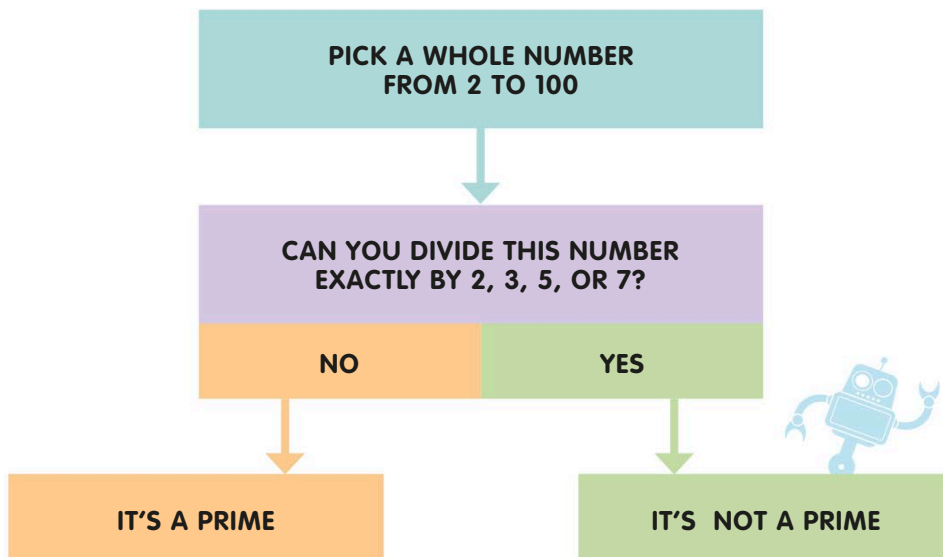 PICK A WHOLE NUMBER
FROM 2 TO 100
CAN YOU DIVIDE THIS NUMBER
EXACTLY BY 2, 3, 5, OR 7?
NO
YES
IT'S A PRIME
IT'S NOT A PRIME